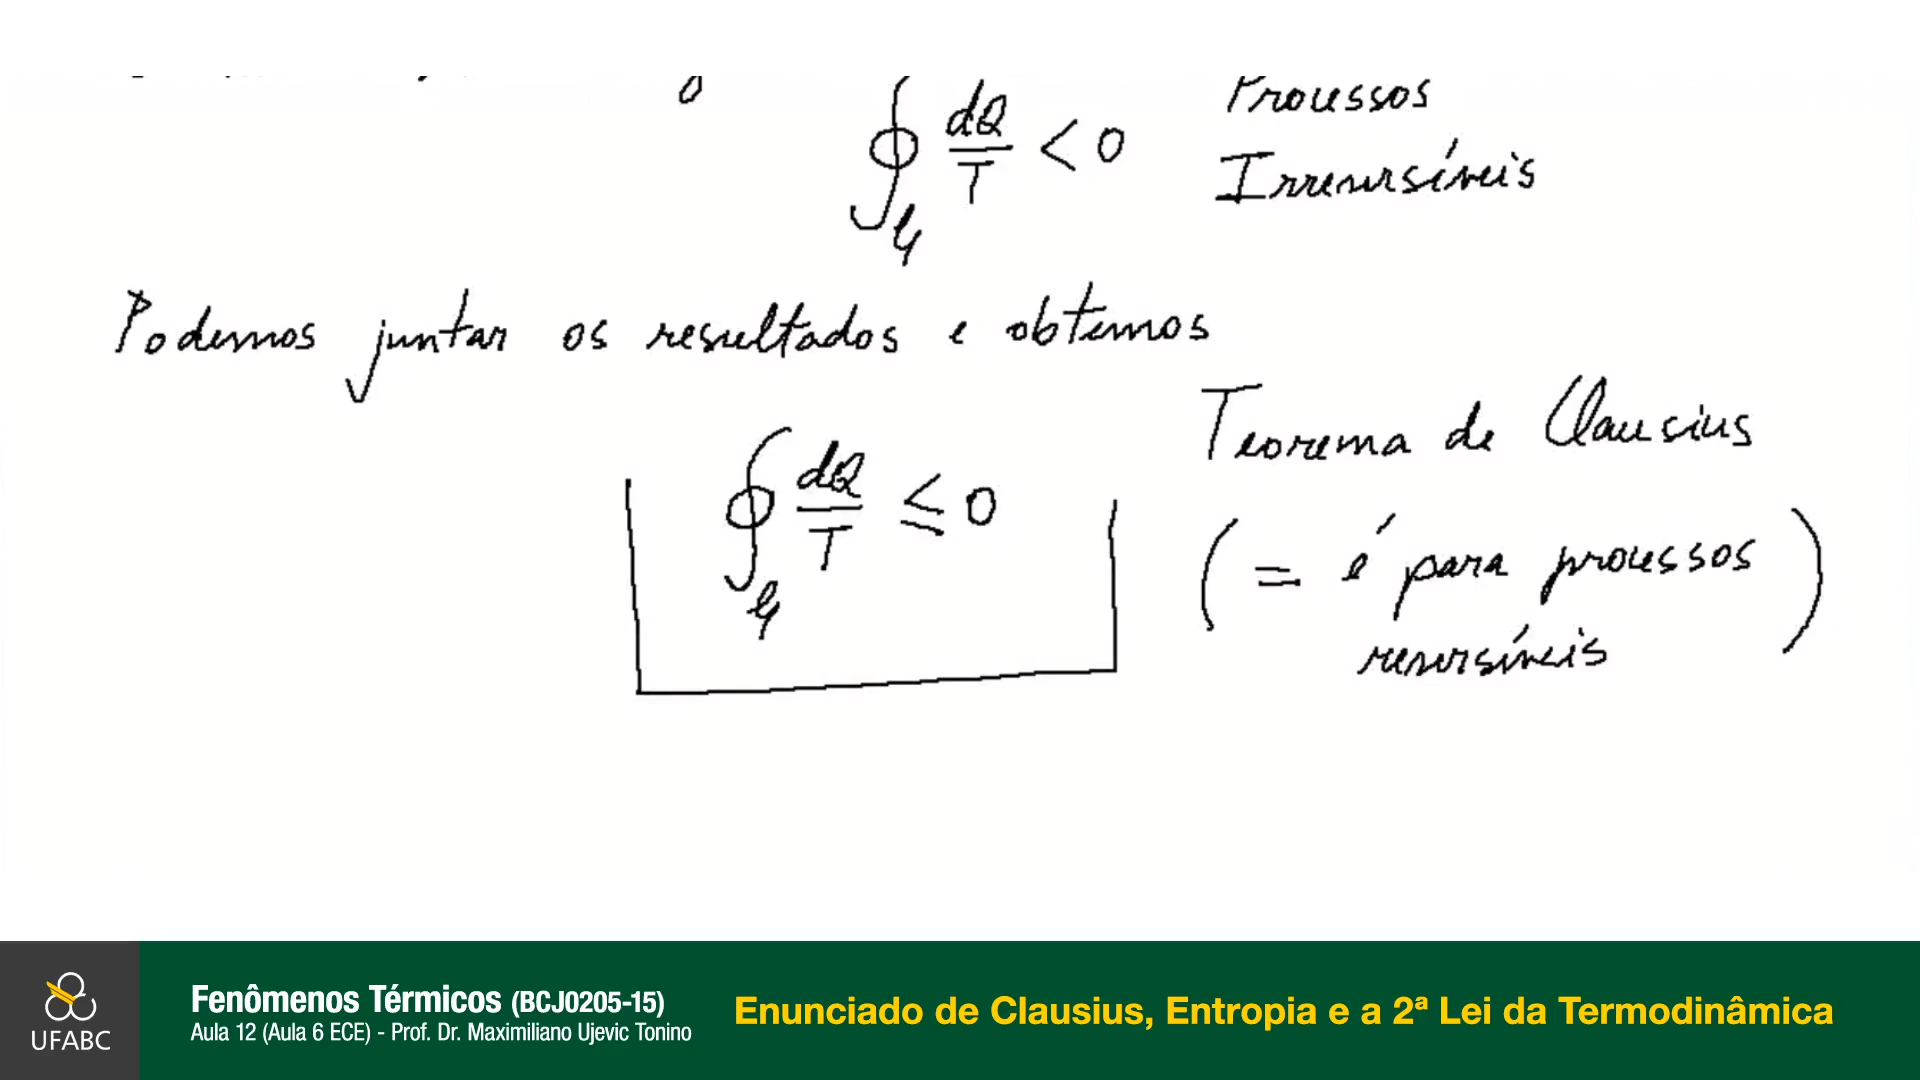 ∮ dQ/T < 0 Processos
Irreversíveis
Podemos juntar os resultados e obtemos
Teorema de Clausius
∮ dQ/T ≤ 0
( = é para processos
reversíveis )
UFABC
Fenômenos Térmicos (BCJ0205-15)
Aula 12 (Aula 6 ECE) - Prof. Dr. Maximiliano Ujevic Tonino
Enunciado de Clausius, Entropia e a 2ª Lei da Termodinâmica